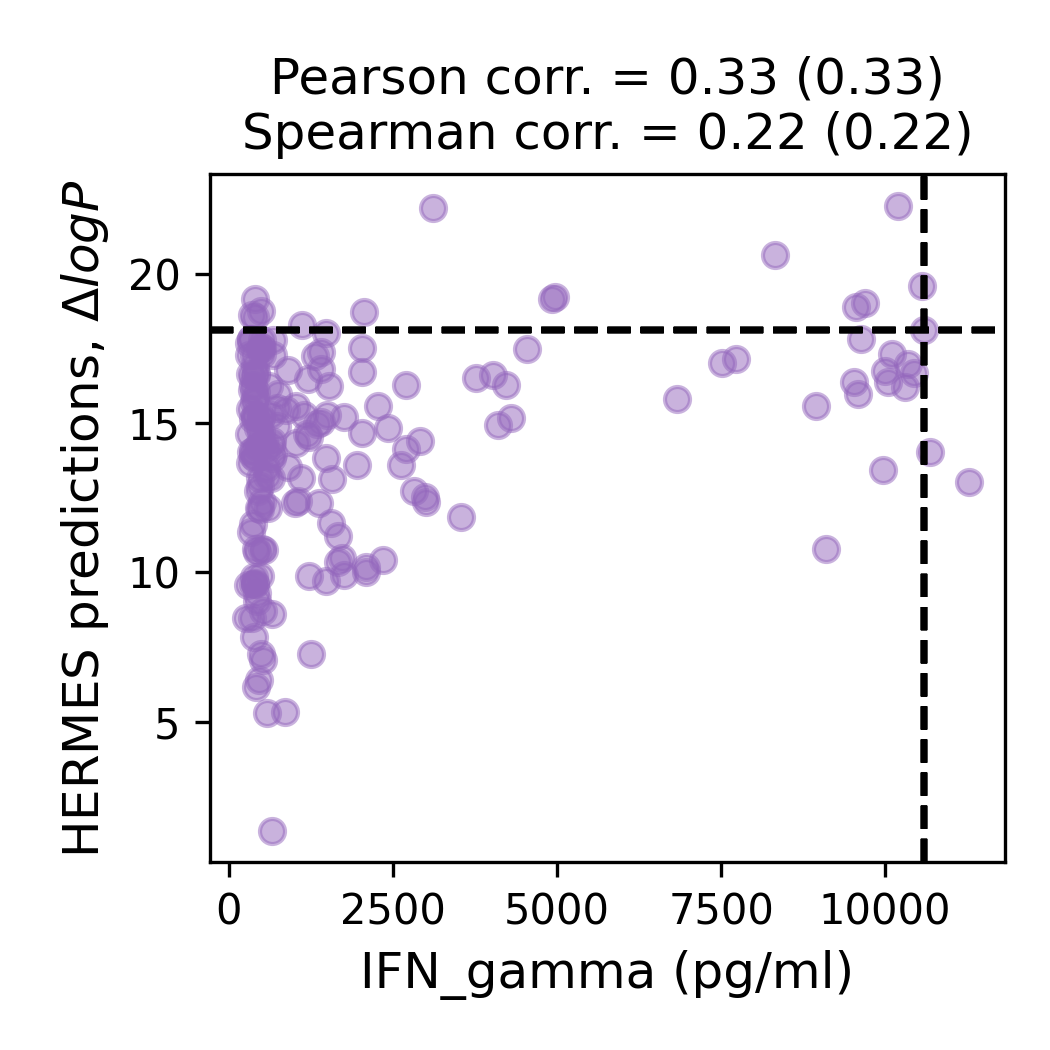 Pearson corr. = 0.33 (0.33)
Spearman corr. = 0.22 (0.22)
HERMES predictions, ΔlogP
20
15
10
5
0 2500 5000 7500 10000
IFN_gamma (pg/ml)